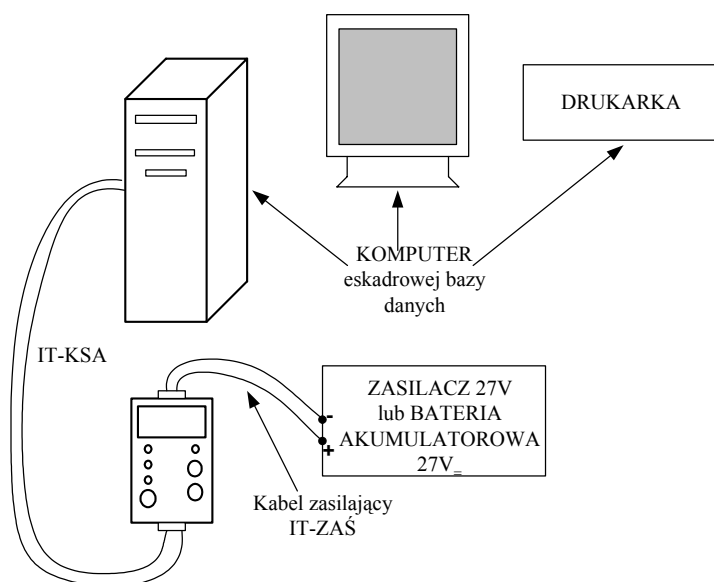 DRUKARKA
KOMPUTER
eskadrowej bazy
danych
IT-KSA
ZASILACZ 27V
lub BATERIA
AKUMULATOROWA
27V=
-
+
Kabel zasilający
IT-ZAŚ